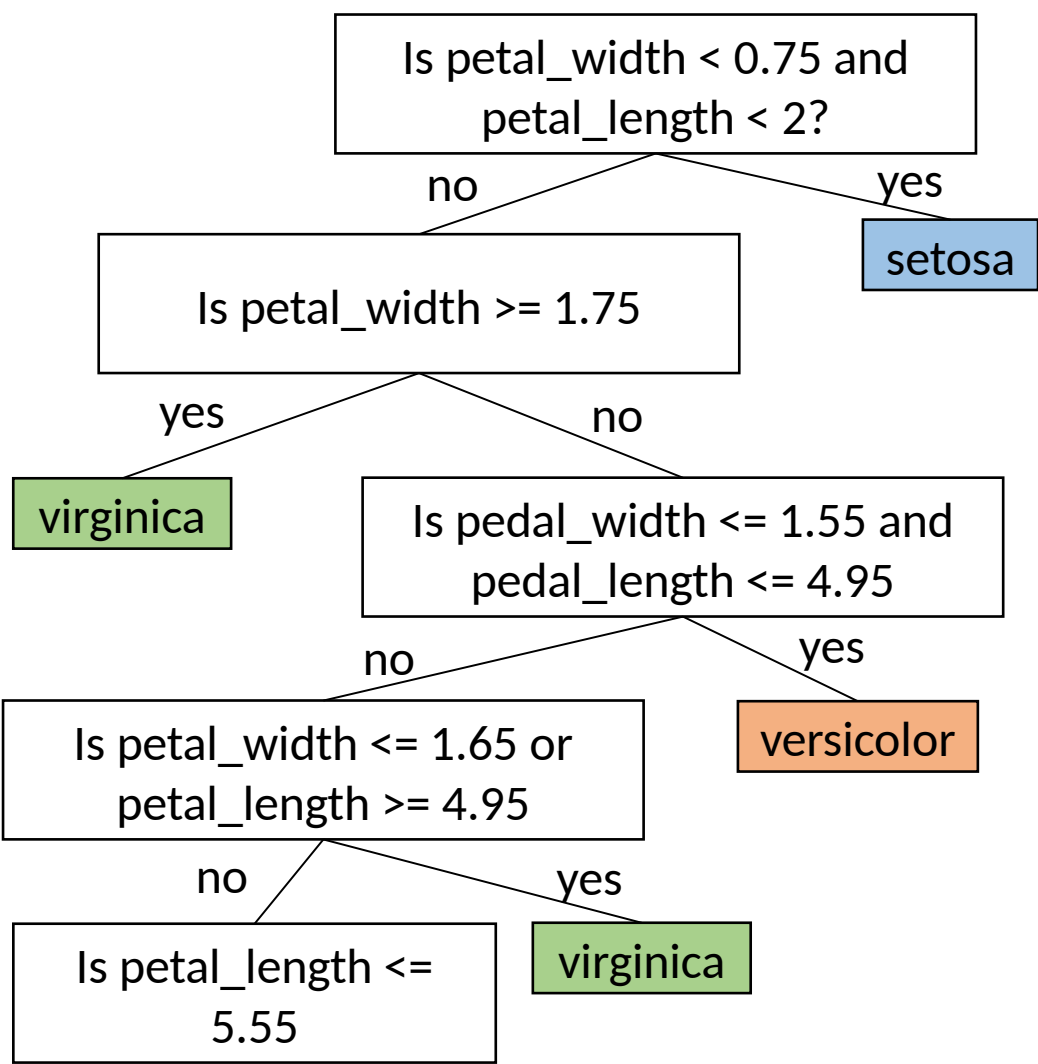 Is petal_width < 0.75 and
petal_length < 2?
no
yes
setosa
Is petal_width >= 1.75
yes
no
virginica
Is pedal_width <= 1.55 and
pedal_length <= 4.95
no
yes
versicolor
Is petal_width <= 1.65 or
petal_length >= 4.95
no
yes
virginica
Is petal_length <=
5.55